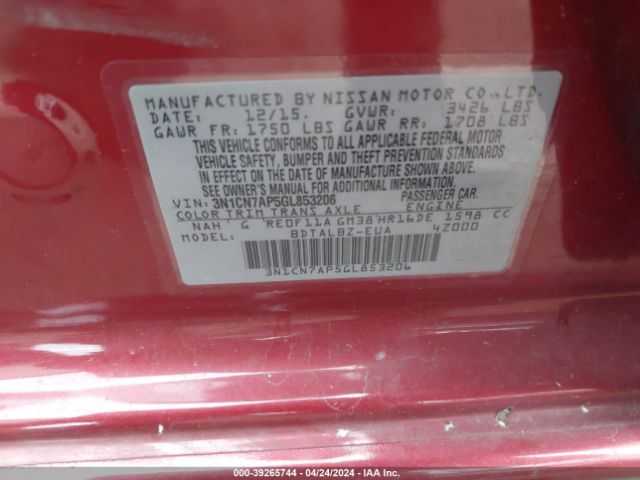 MANUFACTURED BY NISSAN MOTOR CO.,LTD.
DATE: 12/15. GVWR: 3426 LBS
GAWR FR: 1750 LBS GAWR RR: 1708 LBS
THIS VEHICLE CONFORMS TO ALL APPLICABLE FEDERAL MOTOR
VEHICLE SAFETY, BUMPER AND THEFT PREVENTION STANDARDS
IN EFFECT ON THE DATE OF MANUFACTURE SHOWN ABOVE.
SEE OWNER'S MANUAL OR INFORMATION
VIN: 3N1CN7AP5GL853206 PASSENGER CAR.
COLOR TRIM TRANS AXLE ENGINE
NAH G RE0F11A GM38 HR16DE 1598 CC
MODEL: BDTALBZ-EUA 4Z000
3N1CN7AP5GL853206
000-39265744 - 04/24/2024 - IAA Inc.